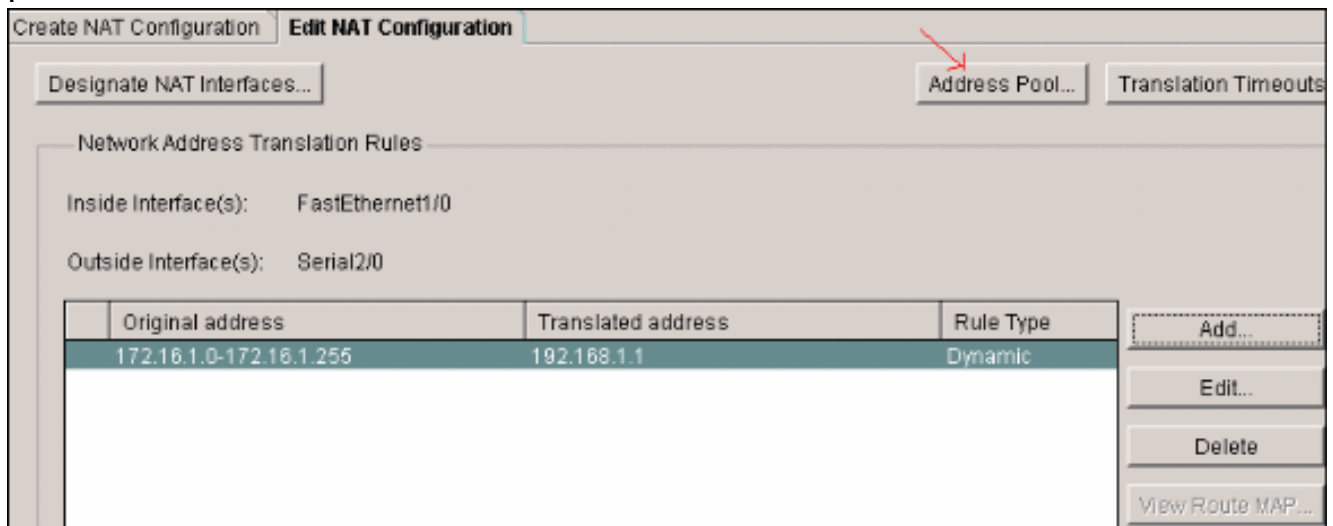 Create NAT Configuration Edit NAT Configuration
Designate NAT Interfaces... Address Pool... Translation Timeouts
Network Address Translation Rules
Inside Interface(s): FastEthernet1/0
Outside Interface(s): Serial2/0
Original address Translated address Rule Type Add...
172.16.1.0-172.16.1.255 192.168.1.1 Dynamic
Edit...
Delete
View Route MAP...